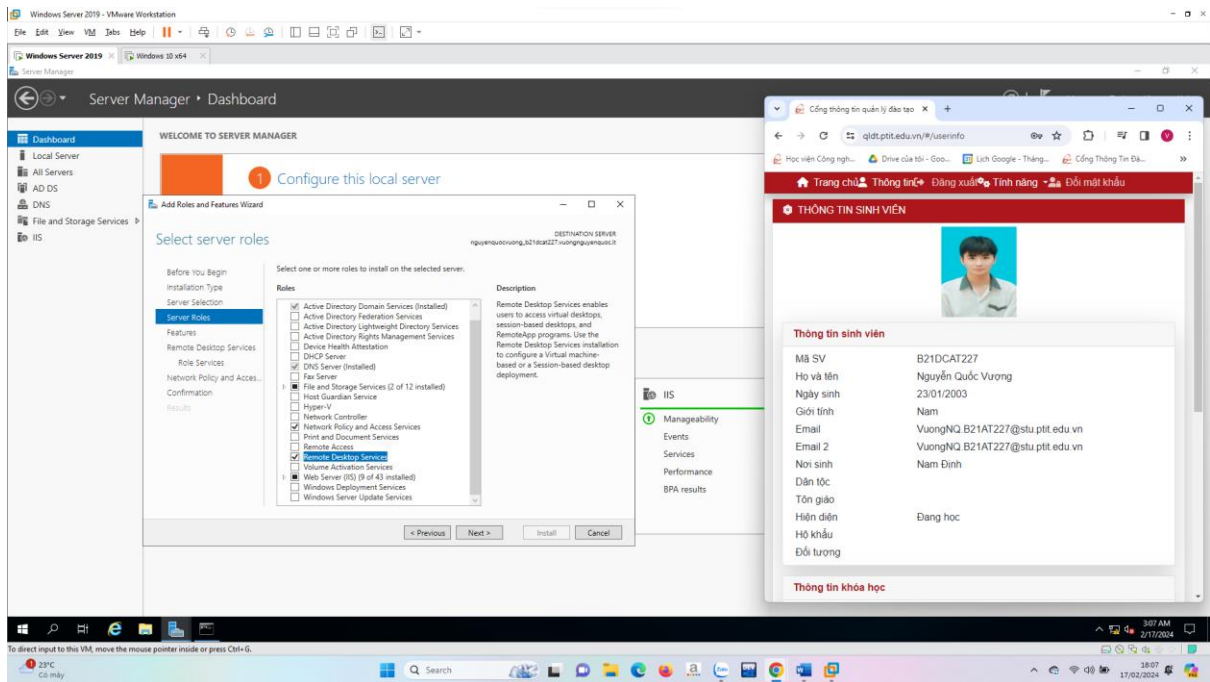 Windows Server 2019 - VMware Workstation
File Edit View VM Tabs Help
Windows Server 2019
Windows 10 x64
Server Manager
Server Manager • Dashboard
Dashboard
Local Server
All Servers
AD DS
DNS
File and Storage Services
IIS
WELCOME TO SERVER MANAGER
1 Configure this local server
Add Roles and Features Wizard
Select server roles
DESTINATION SERVER
nguyenquocvuong_b21dcat227.vuongnguyenquoc.it
Before You Begin
Installation Type
Server Selection
Server Roles
Features
Remote Desktop Services
Role Services
Network Policy and Acces...
Confirmation
Results
Select one or more roles to install on the selected server.
Roles
Active Directory Domain Services (Installed)
Active Directory Federation Services
Active Directory Lightweight Directory Services
Active Directory Rights Management Services
Device Health Attestation
DHCP Server
DNS Server (Installed)
Fax Server
File and Storage Services (2 of 12 installed)
Host Guardian Service
Hyper-V
Network Controller
Network Policy and Access Services
Print and Document Services
Remote Access
Remote Desktop Services
Volume Activation Services
Web Server (IIS) (9 of 43 installed)
Windows Deployment Services
Windows Server Update Services
Description
Remote Desktop Services enables
users to access virtual desktops,
session-based desktops, and
RemoteApp programs. Use the
Remote Desktop Services installation
to configure a Virtual machine-
based or a Session-based desktop
deployment.
< Previous Next > Install Cancel
IIS
Manageability
Events
Services
Performance
BPA results
Cổng thông tin quản lý đào tạo
qldt.ptit.edu.vn/#/userinfo
Học viện Công ngh... Drive của tôi - Goo... Lịch Google - Tháng... Cổng Thông Tin Đà...
Trang chủ Thông tin Đăng xuất Tính năng Đổi mật khẩu
THÔNG TIN SINH VIÊN
Thông tin sinh viên
Mã SV B21DCAT227
Họ và tên Nguyễn Quốc Vượng
Ngày sinh 23/01/2003
Giới tính Nam
Email VuongNQ.B21AT227@stu.ptit.edu.vn
Email 2 VuongNQ.B21AT227@stu.ptit.edu.vn
Nơi sinh Nam Định
Dân tộc
Tôn giáo
Hiện diện Đang học
Hộ khẩu
Đối tượng
Thông tin khóa học
3:07 AM
2/17/2024
To direct input to this VM, move the mouse pointer inside or press Ctrl+G.
23°C
Có mây
Search
18:07
17/02/2024